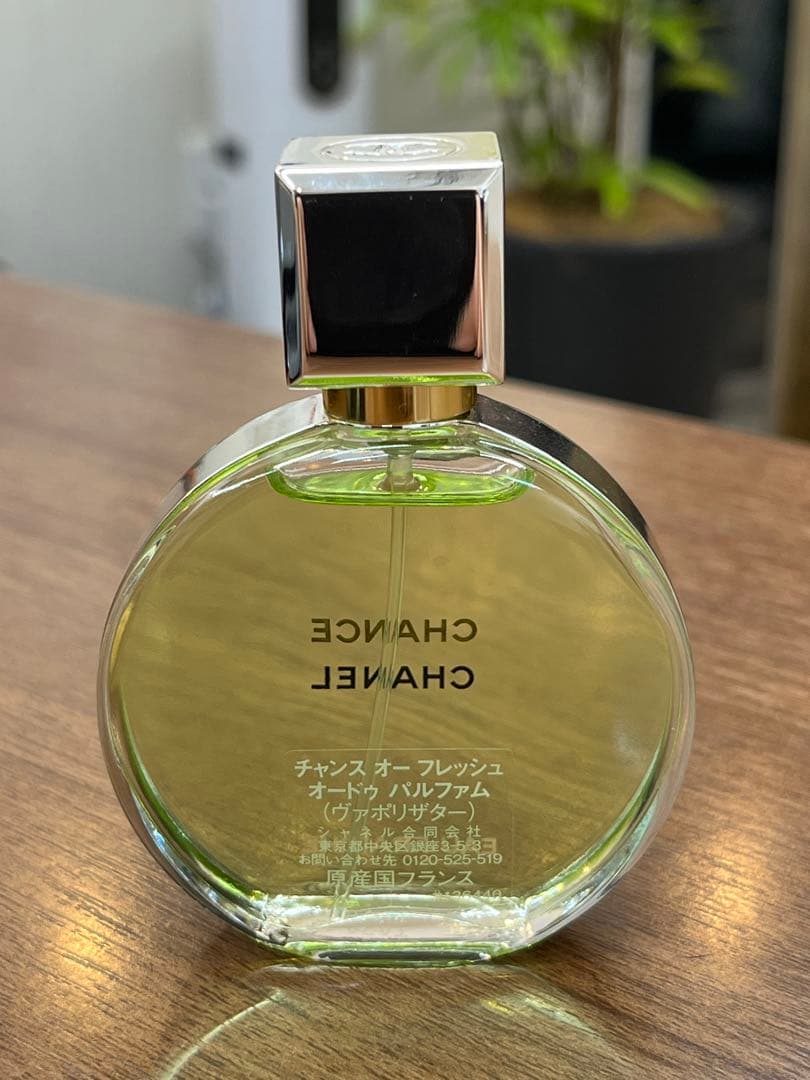 CHANCE
CHANEL
チャンス オー フレッシュ
オードゥ パルファム
(ヴァポリザター)
シャネル合同会社
東京都中央区銀座3-5-3
お問い合わせ先 0120-525-519
原産国フランス